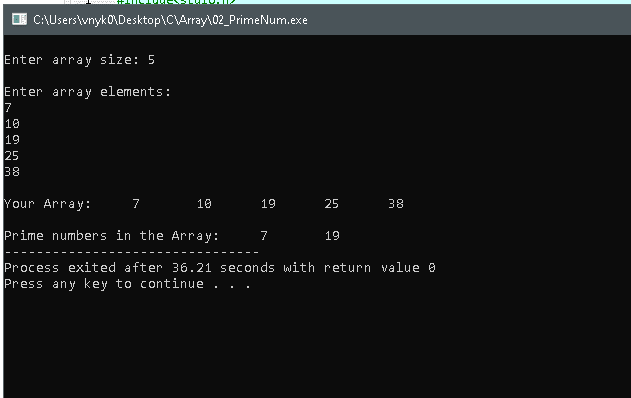 #include<stdio.h>
C:\Users\vnyk0\Desktop\C\Array\02_PrimeNum.exe
Enter array size: 5
Enter array elements:
7
10
19
25
38
Your Array: 7 10 19 25 38
Prime numbers in the Array: 7 19
--------------------------------
Process exited after 36.21 seconds with return value 0
Press any key to continue . . .